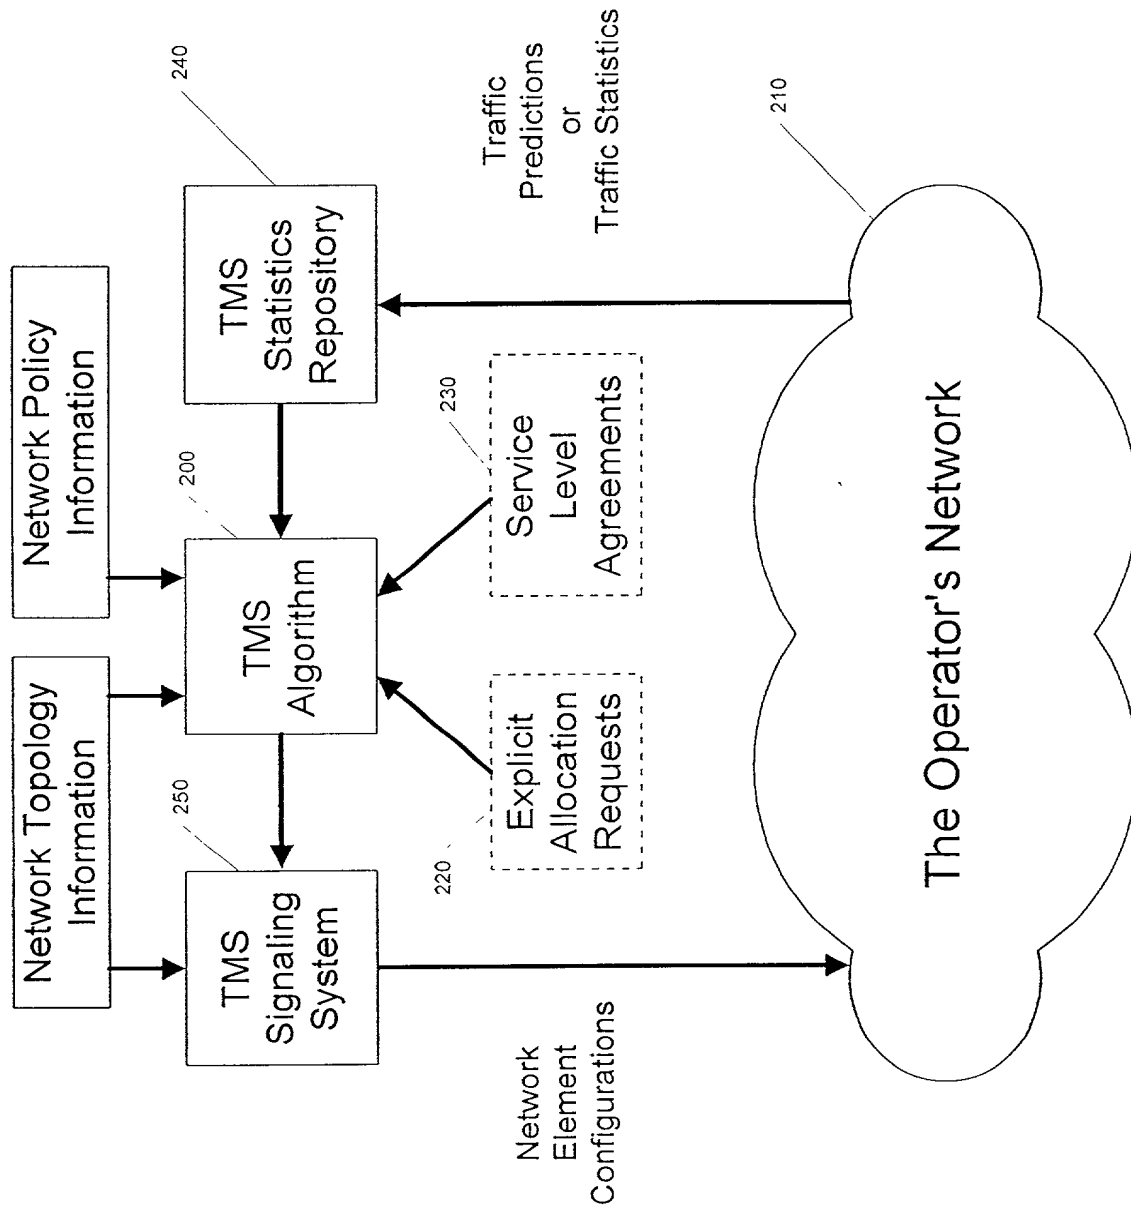 Network Topology
Information
Network Policy
Information
250
200
240
TMS
Signaling
System
TMS
Algorithm
TMS
Statistics
Repository
220
230
Network
Element
Configurations
Explicit
Allocation
Requests
Service
Level
Agreements
Traffic
Predictions
or
Traffic Statistics
210
The Operator's Network